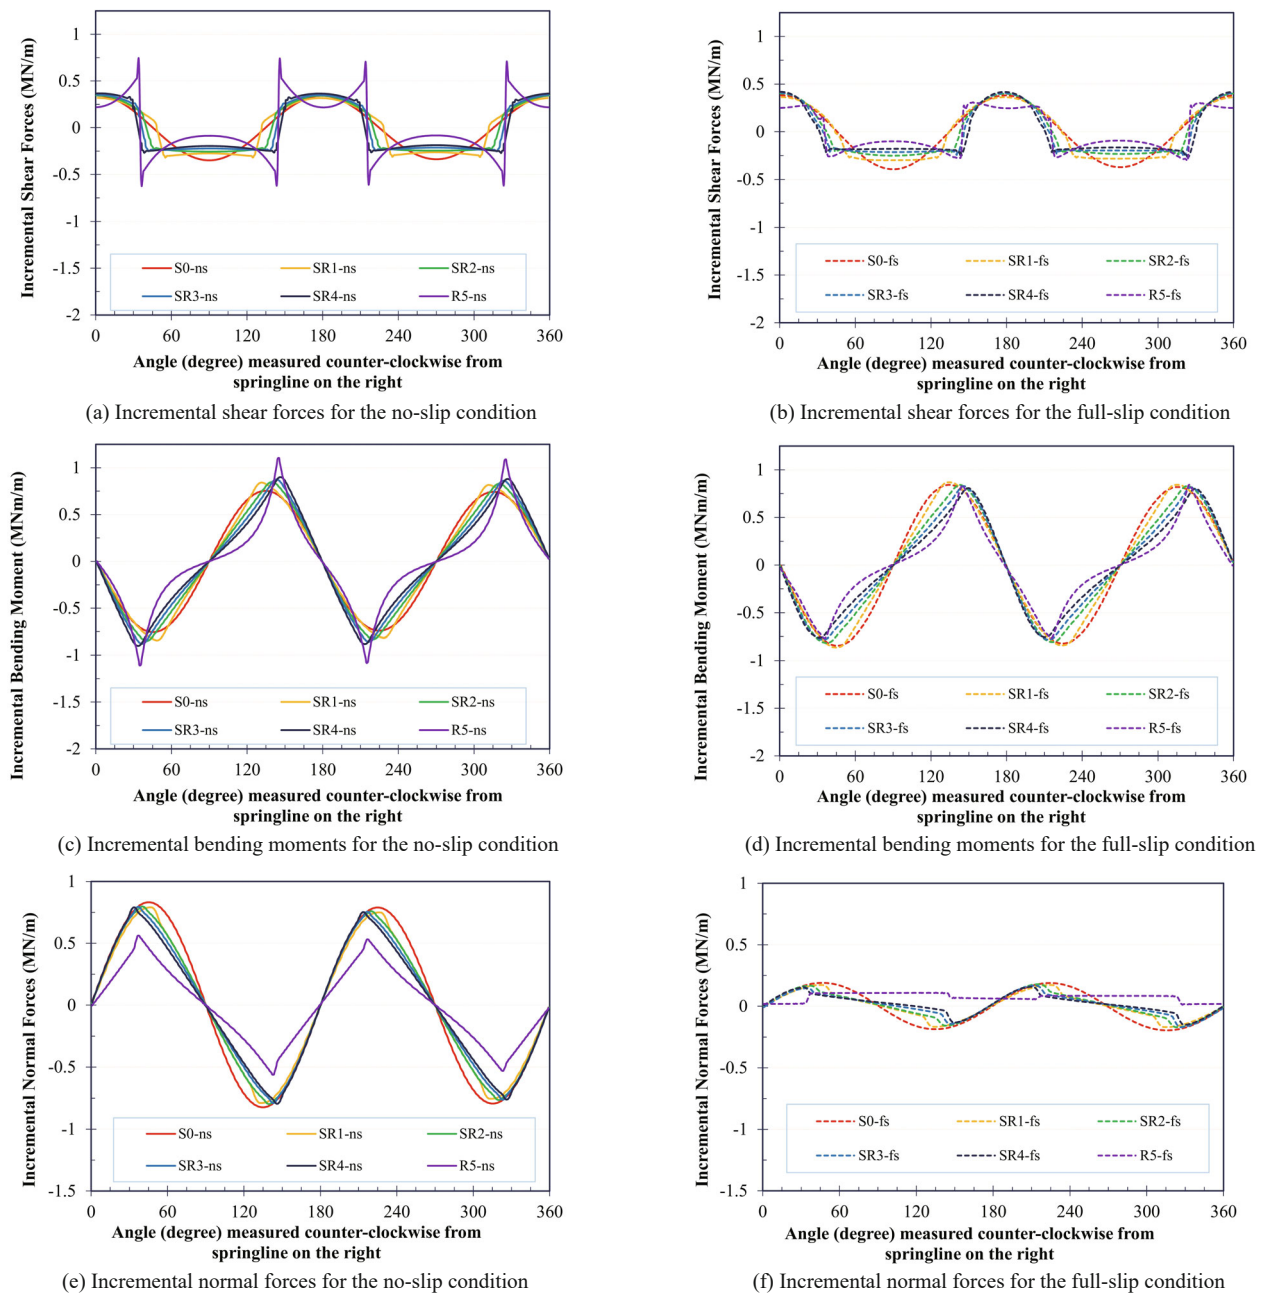 Incremental Shear Forces (MN/m)
1
0.5
0
-0.5
-1
-1.5
-2
S0-ns SR1-ns SR2-ns
SR3-ns SR4-ns R5-ns
0 60 120 180 240 300 360
Angle (degree) measured counter-clockwise from
springline on the right
(a) Incremental shear forces for the no-slip condition
Incremental Shear Forces (MN/m)
1
0.5
0
-0.5
-1
-1.5
-2
S0-fs SR1-fs SR2-fs
SR3-fs SR4-fs R5-fs
0 60 120 180 240 300 360
Angle (degree) measured counter-clockwise from
springline on the right
(b) Incremental shear forces for the full-slip condition
Incremental Bending Moment (MNm/m)
1
0.5
0
-0.5
-1
-1.5
-2
S0-ns SR1-ns SR2-ns
SR3-ns SR4-ns R5-ns
0 60 120 180 240 300 360
Angle (degree) measured counter-clockwise from
springline on the right
(c) Incremental bending moments for the no-slip condition
Incremental Bending Moment (MNm/m)
1
0.5
0
-0.5
-1
-1.5
-2
S0-fs SR1-fs SR2-fs
SR3-fs SR4-fs R5-fs
0 60 120 180 240 300 360
Angle (degree) measured counter-clockwise from
springline on the right
(d) Incremental bending moments for the full-slip condition
Incremental Normal Forces (MN/m)
1
0.5
0
-0.5
-1
-1.5
S0-ns SR1-ns SR2-ns
SR3-ns SR4-ns R5-ns
0 60 120 180 240 300 360
Angle (degree) measured counter-clockwise from
springline on the right
(e) Incremental normal forces for the no-slip condition
Incremental Normal Forces (MN/m)
1
0.5
0
-0.5
-1
-1.5
S0-fs SR1-fs SR2-fs
SR3-fs SR4-fs R5-fs
0 60 120 180 240 300 360
Angle (degree) measured counter-clockwise from
springline on the right
(f) Incremental normal forces for the full-slip condition